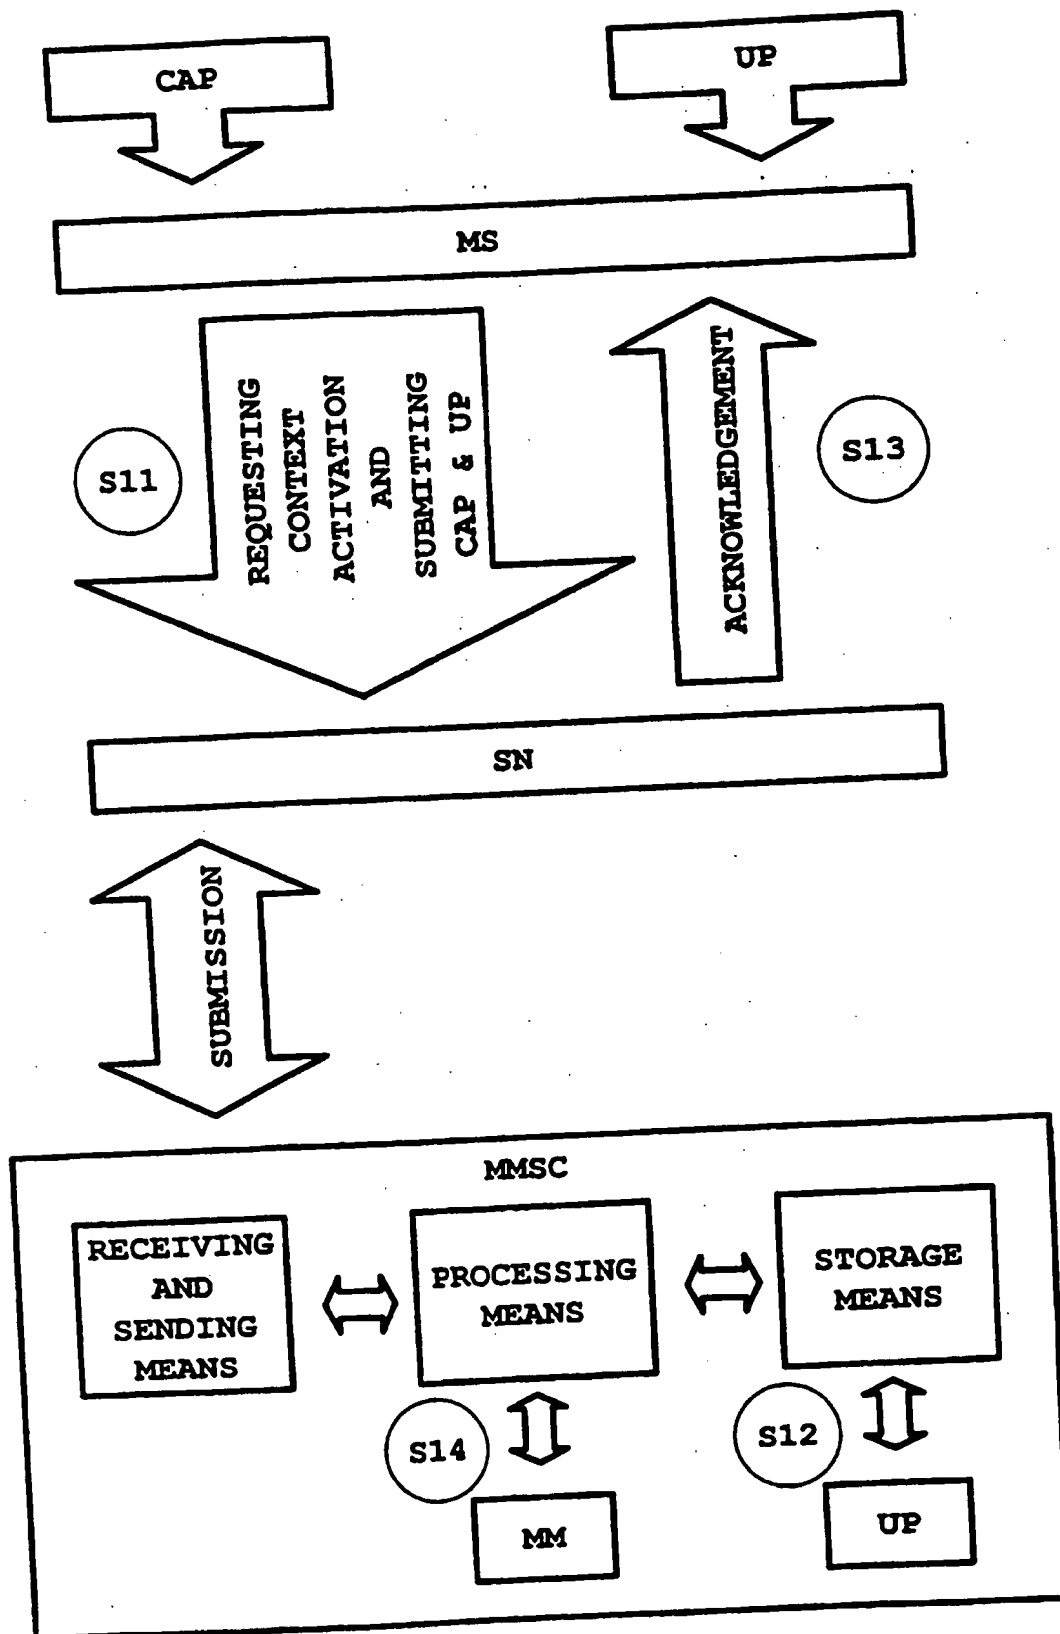 CAP
UP
MS
S11
REQUESTING
CONTEXT
ACTIVATION
AND
SUBMITTING
CAP & UP
ACKNOWLEDGEMENT
S13
SN
SUBMISSION
MMSC
RECEIVING
AND
SENDING
MEANS
PROCESSING
MEANS
STORAGE
MEANS
S14
S12
MM
UP